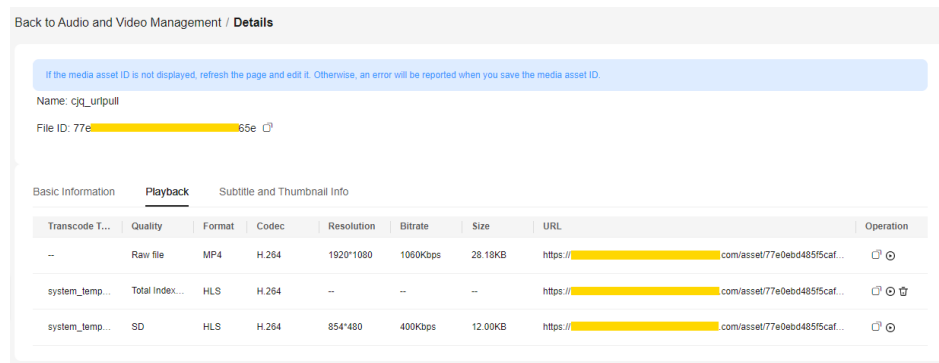 Back to Audio and Video Management / Details
If the media asset ID is not displayed, refresh the page and edit it. Otherwise, an error will be reported when you save the media asset ID.
Name: cjq_urlpull
File ID: 77e 65e
Basic Information Playback Subtitle and Thumbnail Info
Transcode T... Quality Format Codec Resolution Bitrate Size URL Operation
-- Raw file MP4 H.264 1920*1080 1060Kbps 28.18KB https:// .com/asset/77e0ebd485f5caf...
system_temp... Total Index... HLS H.264 -- -- -- https:// .com/asset/77e0ebd485f5caf...
system_temp... SD HLS H.264 854*480 400Kbps 12.00KB https:// .com/asset/77e0ebd485f5caf...